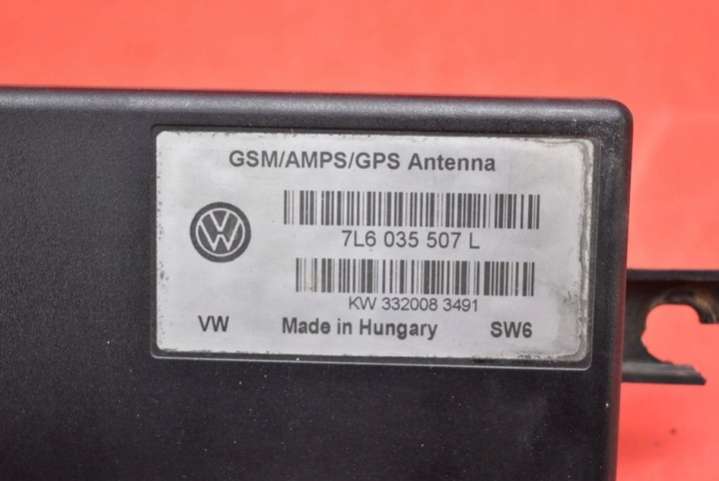 GSM/AMPS/GPS Antenna
7L6 035 507 L
KW 332008 3491
VW Made in Hungary SW6